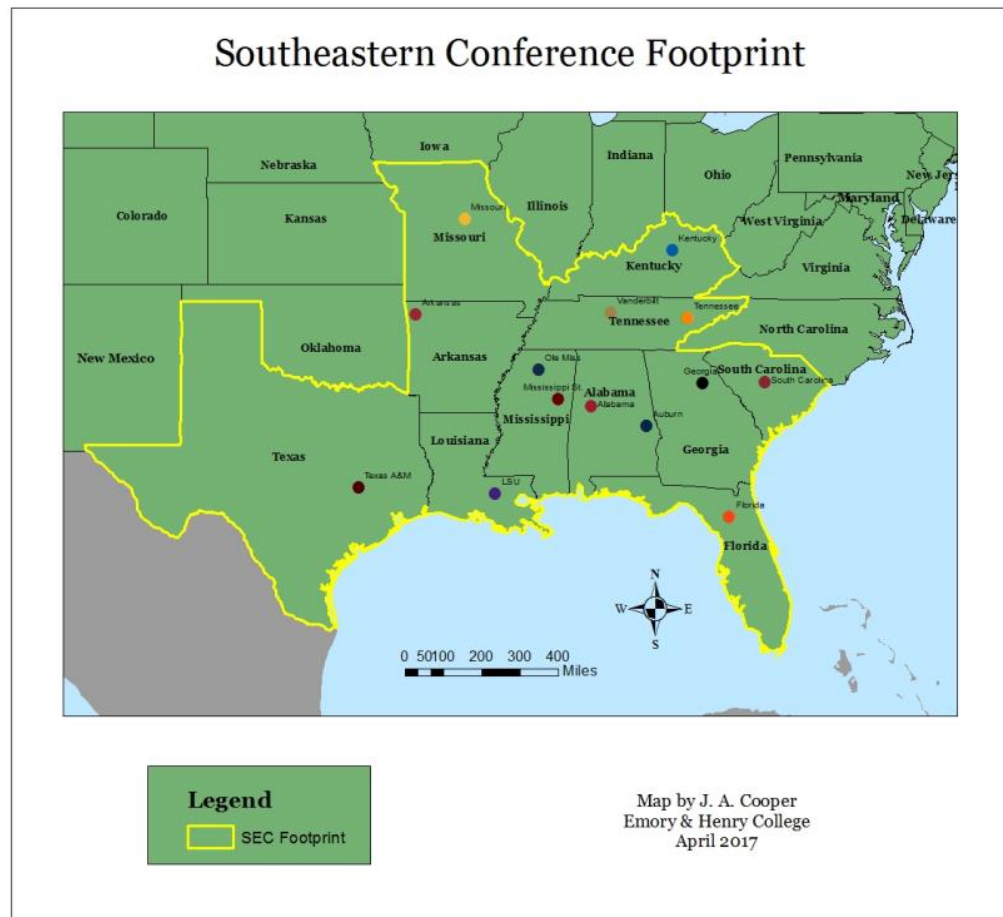 Southeastern Conference Footprint
Iowa
Nebraska
Indiana
Ohio
Pennsylvania
New Jer
Maryland
Delaware
Colorado
Kansas
Missouri
Missouri
Illinois
West Virginia
Kentucky
Kentucky
Virginia
Arkansas
Vanderbilt
Tennessee
Tennessee
North Carolina
New Mexico
Oklahoma
Arkansas
Ole Miss
South Carolina
Georgia
South Carolina
Mississippi St.
Alabama
Alabama
Mississippi
Auburn
Louisiana
Georgia
Texas
Texas A&M
LSU
Florida
Florida
N
W
E
S
0 50100 200 300 400
Miles
Legend
SEC Footprint
Map by J. A. Cooper
Emory & Henry College
April 2017